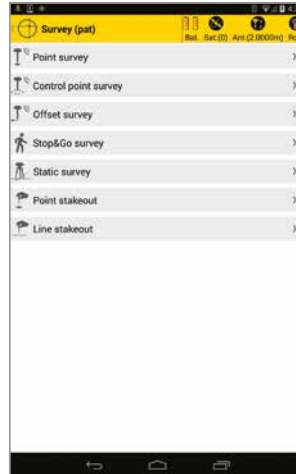 Survey (pat)
Bat. Sat.(0) Ant.(2.0000m)
Point survey
Control point survey
Offset survey
Stop&Go survey
Static survey
Point stakeout
Line stakeout